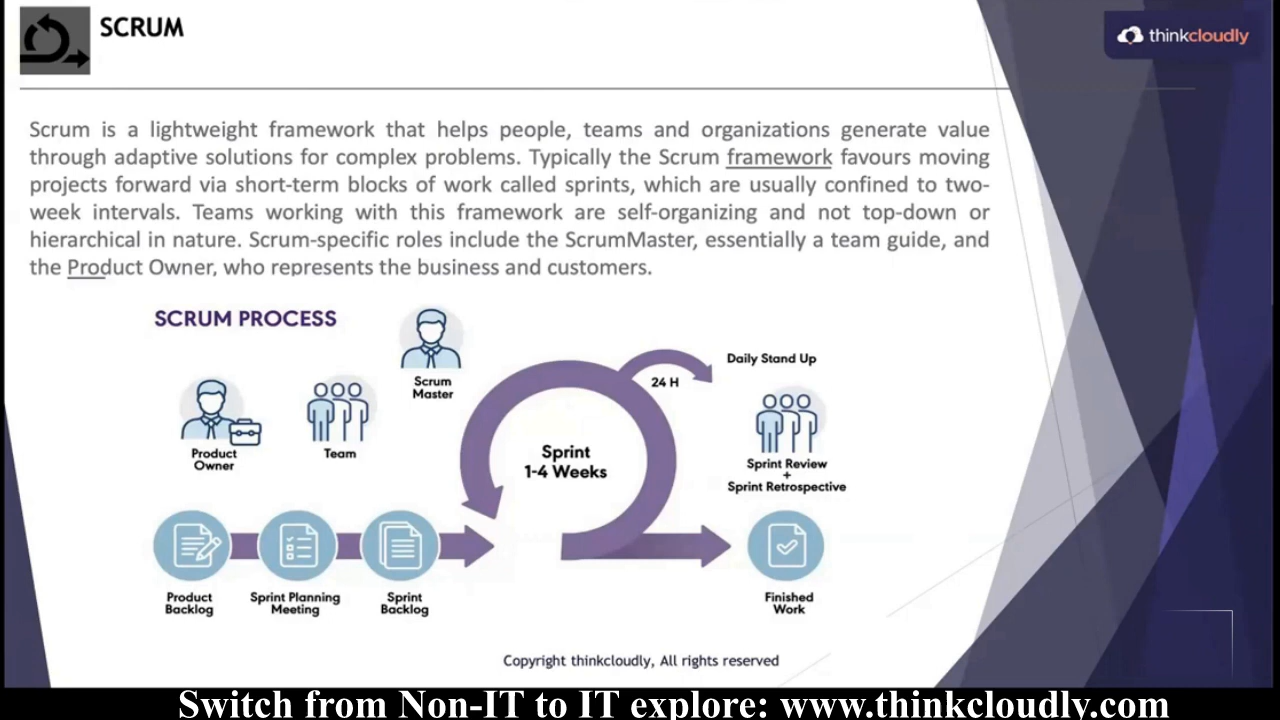 SCRUM
thinkcloudly
Scrum is a lightweight framework that helps people, teams and organizations generate value
through adaptive solutions for complex problems. Typically the Scrum framework favours moving
projects forward via short-term blocks of work called sprints, which are usually confined to two-
week intervals. Teams working with this framework are self-organizing and not top-down or
hierarchical in nature. Scrum-specific roles include the ScrumMaster, essentially a team guide, and
the Product Owner, who represents the business and customers.
SCRUM PROCESS
Scrum
Master
Product
Owner
Team
Sprint
1-4 Weeks
24 H
Daily Stand Up
Sprint Review
+
Sprint Retrospective
Product
Backlog
Sprint Planning
Meeting
Sprint
Backlog
Finished
Work
Copyright thinkcloudly, All rights reserved
Switch from Non-IT to IT explore: www.thinkcloudly.com